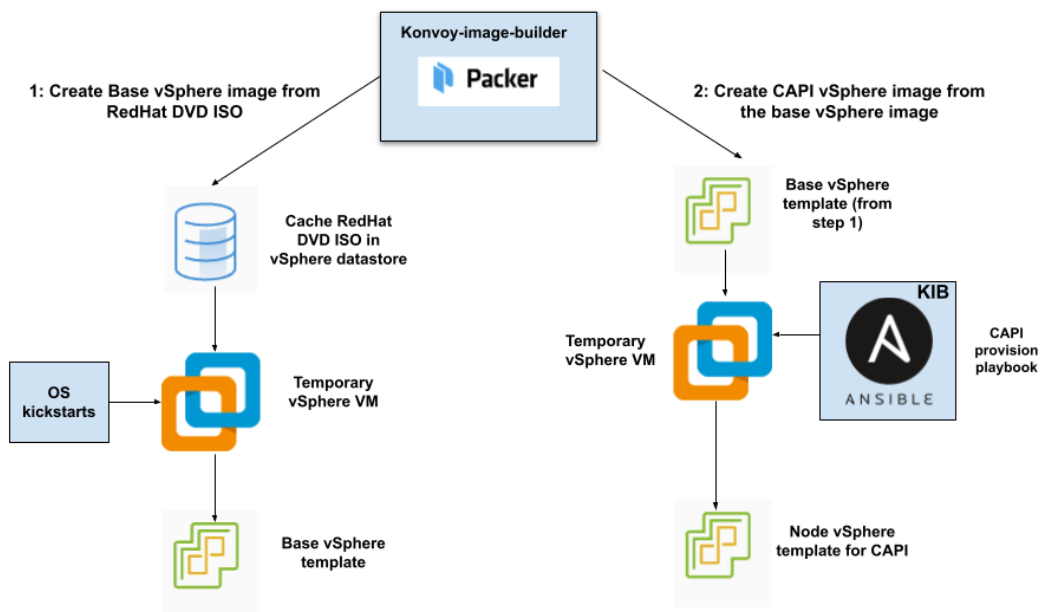 Konvoy-image-builder
Packer
1: Create Base vSphere image from
RedHat DVD ISO
2: Create CAPI vSphere image from
the base vSphere image
Cache RedHat
DVD ISO in
vSphere datastore
Base vSphere
template (from
step 1)
OS
kickstarts
Temporary
vSphere VM
Temporary
vSphere VM
KIB
ANSIBLE
CAPI
provision
playbook
Base vSphere
template
Node vSphere
template for CAPI